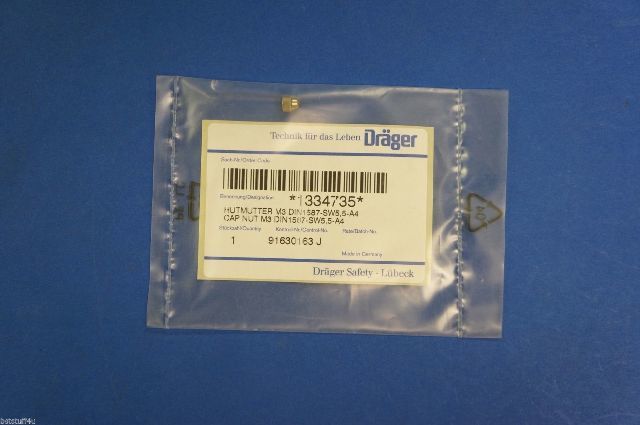 Technik für das Leben Dräger
Sach-Nr/Order-Code
*1334735*
Benennung/Designation
HUTMUTTER M3 DIN1587-SW5,5-A4
CAP NUT M3 DIN1587-SW5,5-A4
Stückzahl/Quantity Kontroll-Nr/Control-No. Rate/Batch-No.
1 91630163 J
Made in Germany
Dräger Safety · Lübeck
botstuff4u